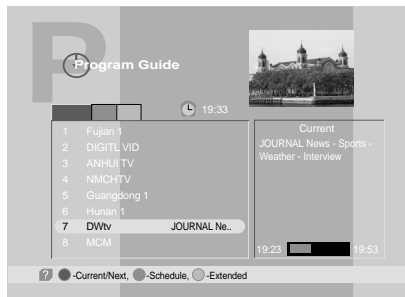 P
Program Guide
19:33
1 Fujian 1
2 DIGITL VID
3 ANHUI TV
4 NMCHTV
5 Guangdong 1
6 Hunan 1
7 DWtv JOURNAL Ne..
8 MCM
Current
JOURNAL News - Sports -
Weather - Interview
19:23 19:53
? -Current/Next, -Schedule, -Extended